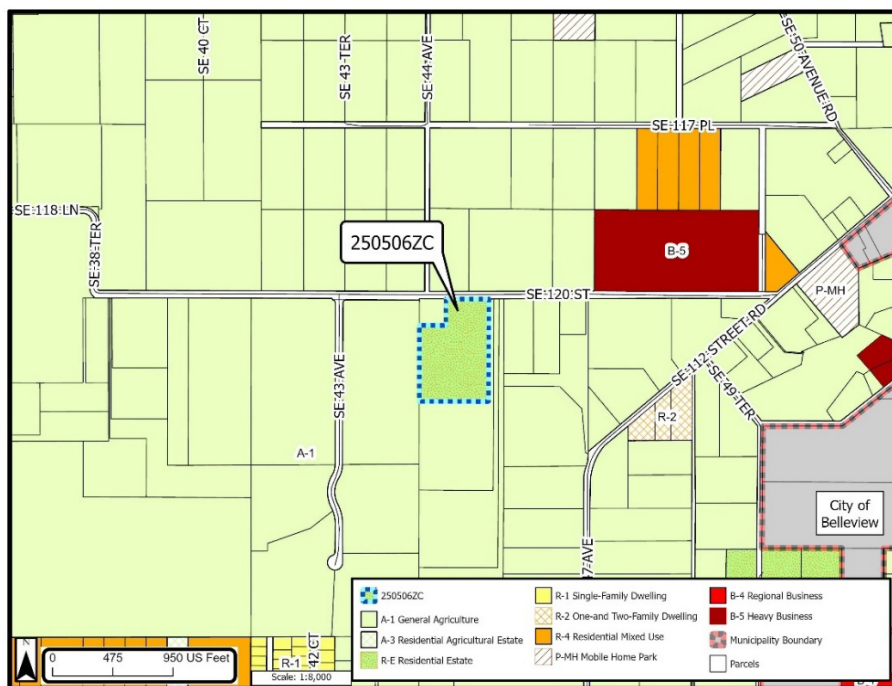 SE 40 CT
SE 43 TER
SE 44 AVE
SE 50 AVENUE RD
SE 117 PL
SE 118 LN
SE 38 TER
250506ZC
B-5
SE 120 ST
P-MH
SE 112 STREET RD
SE 43 AVE
SE 49 TER
R-2
A-1
City of
Belleview
47 AVE
R-1
42 CT
N
0 475 950 US Feet
Scale: 1:8,000
250506ZC
A-1 General Agriculture
A-3 Residential Agricultural Estate
R-E Residential Estate
R-1 Single-Family Dwelling
R-2 One-and Two-Family Dwelling
R-4 Residential Mixed Use
P-MH Mobile Home Park
B-4 Regional Business
B-5 Heavy Business
Municipality Boundary
Parcels